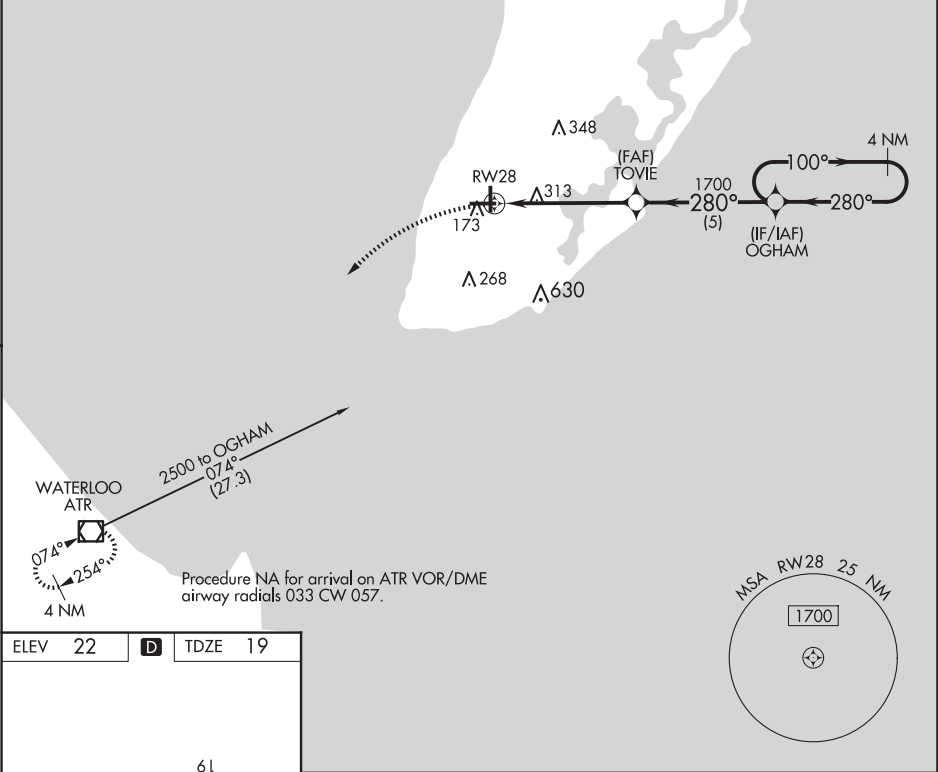 348
4 NM
100°
(FAF)
TOVIE
RW28
313
1700
280°
(5)
280°
173
(IF/IAF)
OGHAM
268
630
2500 to OGHAM
074°
(27.3)
WATERLOO
ATR
074°
254°
4 NM
Procedure NA for arrival on ATR VOR/DME
airway radials 033 CW 057.
MSA RW28 25 NM
1700
ELEV 22 D TDZE 19